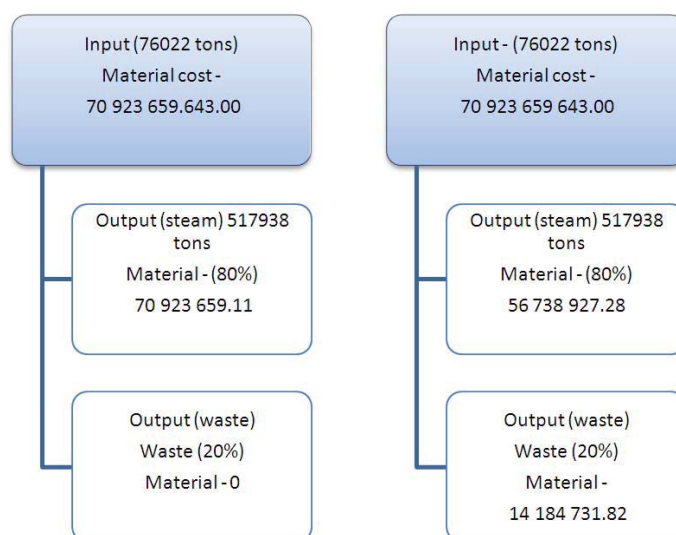 Input (76022 tons)
Material cost -
70 923 659.643.00
Output (steam) 517938
tons
Material - (80%)
70 923 659.11
Output (waste)
Waste (20%)
Material - 0
Input - (76022 tons)
Material cost -
70 923 659 643.00
Output (steam) 517938
tons
Material - (80%)
56 738 927.28
Output (waste)
Waste (20%)
Material -
14 184 731.82